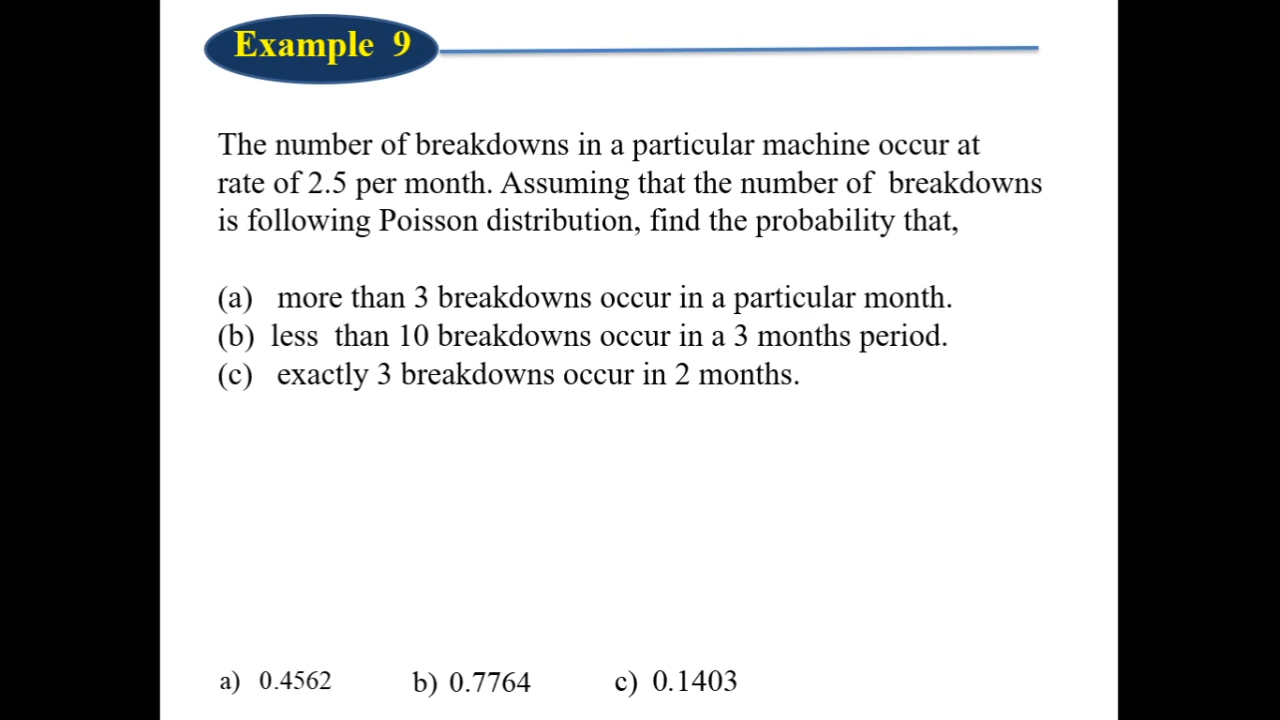 Example 9
The number of breakdowns in a particular machine occur at
rate of 2.5 per month. Assuming that the number of breakdowns
is following Poisson distribution, find the probability that,
(a) more than 3 breakdowns occur in a particular month.
(b) less than 10 breakdowns occur in a 3 months period.
(c) exactly 3 breakdowns occur in 2 months.
a) 0.4562 b) 0.7764 c) 0.1403